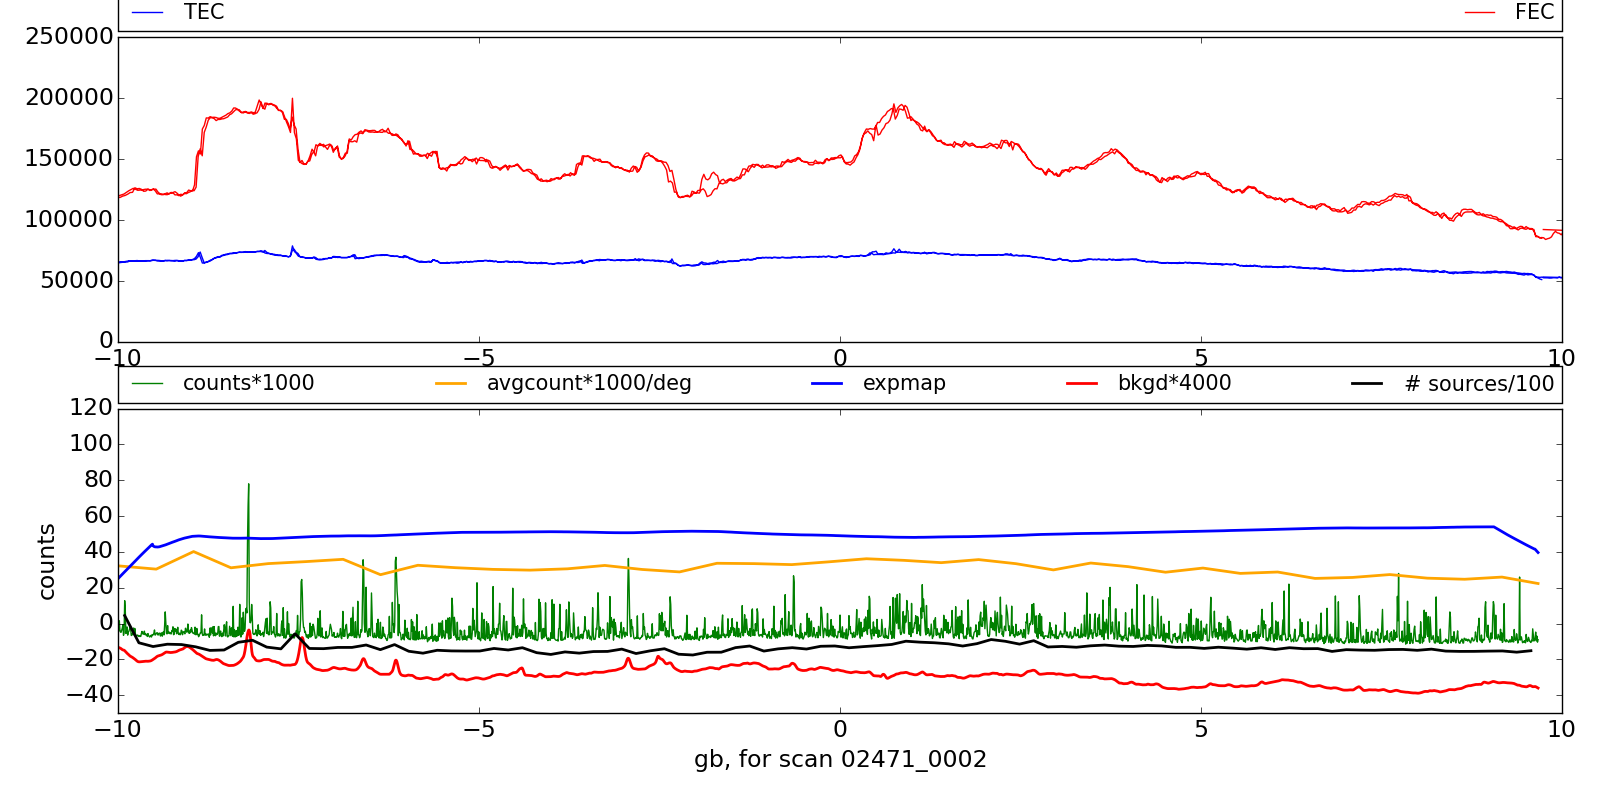 TEC FEC
250000
200000
150000
100000
50000
0
−10 −5 0 5 10
counts*1000 avgcount*1000/deg expmap bkgd*4000 # sources/100
120
100
80
60
40
20
0
−20
−40
counts
−10 −5 0 5 10
gb, for scan 02471_0002